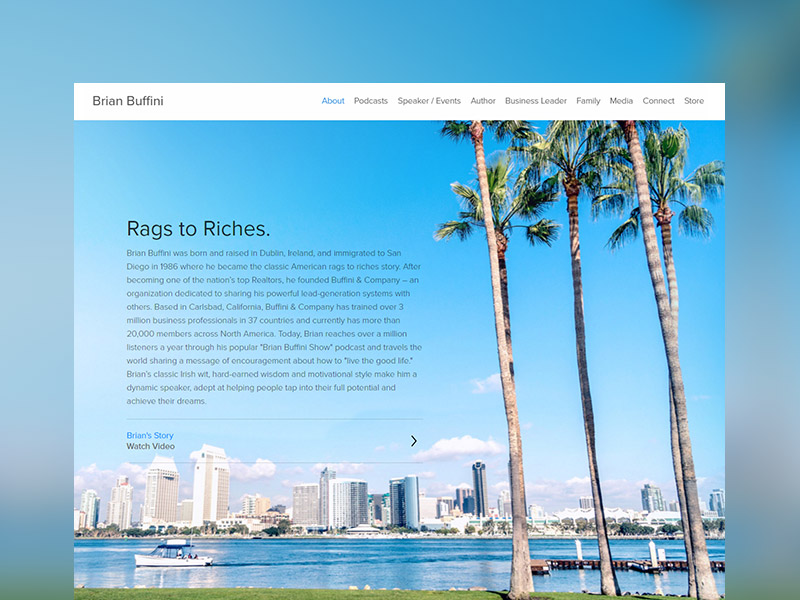 Brian Buffini
About Podcasts Speaker / Events Author Business Leader Family Media Connect Store
Rags to Riches.
Brian Buffini was born and raised in Dublin, Ireland, and immigrated to San
Diego in 1986 where he became the classic American rags to riches story. After
becoming one of the nation's top Realtors, he founded Buffini & Company – an
organization dedicated to sharing his powerful lead-generation systems with
others. Based in Carlsbad, California, Buffini & Company has trained over 3
million business professionals in 37 countries and currently has more than
20,000 members across North America. Today, Brian reaches over a million
listeners a year through his popular "Brian Buffini Show" podcast and travels the
world sharing a message of encouragement about how to "live the good life."
Brian's classic Irish wit, hard-earned wisdom and motivational style make him a
dynamic speaker, adept at helping people tap into their full potential and
achieve their dreams.
Brian's Story
Watch Video